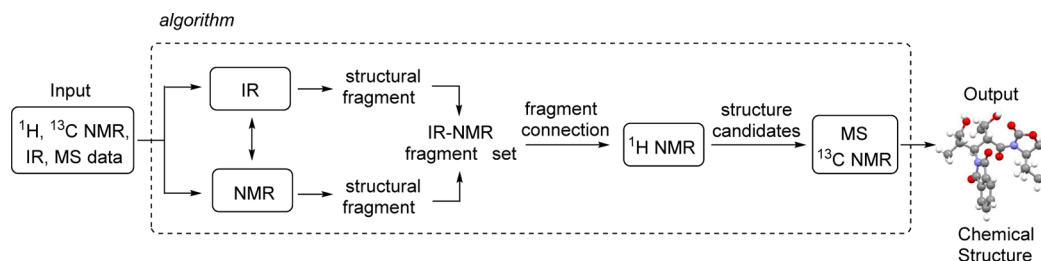 algorithm
Input
¹H, ¹³C NMR,
IR, MS data
IR
NMR
structural
fragment
structural
fragment
IR-NMR
fragment set
fragment
connection
¹H NMR
structure
candidates
MS
¹³C NMR
Output
Chemical
Structure